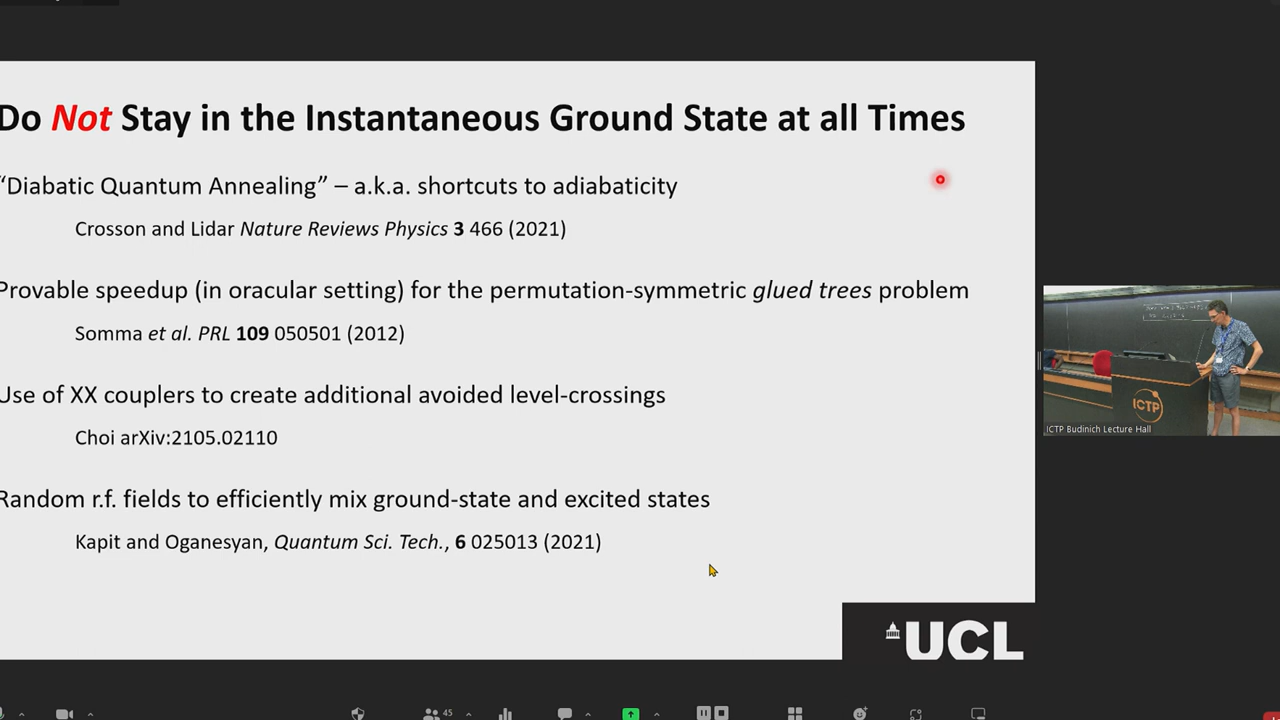 Do Not Stay in the Instantaneous Ground State at all Times
“Diabatic Quantum Annealing” – a.k.a. shortcuts to adiabaticity
Crosson and Lidar Nature Reviews Physics 3 466 (2021)
Provable speedup (in oracular setting) for the permutation-symmetric glued trees problem
Somma et al. PRL 109 050501 (2012)
Use of XX couplers to create additional avoided level-crossings
Choi arXiv:2105.02110
Random r.f. fields to efficiently mix ground-state and excited states
Kapit and Oganesyan, Quantum Sci. Tech., 6 025013 (2021)
UCL
ICTP
ICTP Budinich Lecture Hall
45